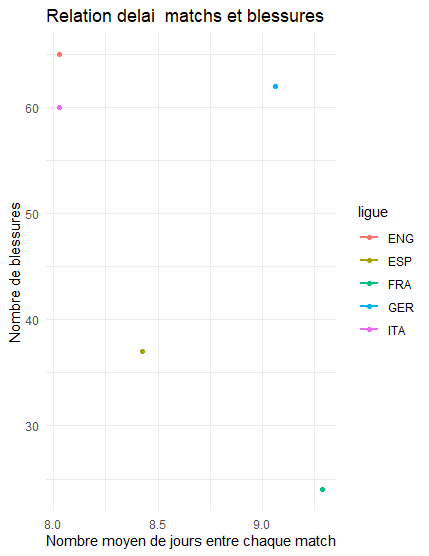 Relation delai  matchs et blessures
60
50
40
30
Nombre de blessures
8.0
8.5
9.0
Nombre moyen de jours entre chaque match
ligue
ENG
ESP
FRA
GER
ITA